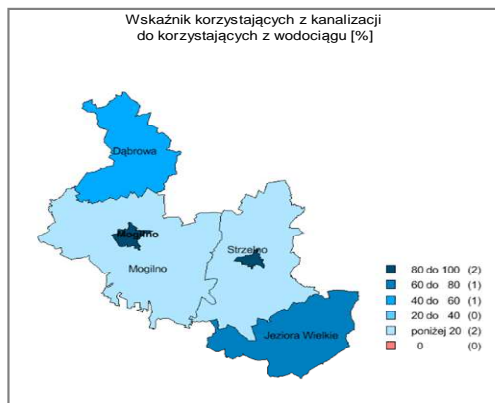 Wskaźnik korzystających z kanalizacji
do korzystających z wodociągu [%]
Dąbrowa
Mogilno
Mogilno
Strzelno
Jeziora Wielkie
80 do 100 (2)
60 do 80 (1)
40 do 60 (1)
20 do 40 (0)
poniżej 20 (2)
0 (0)